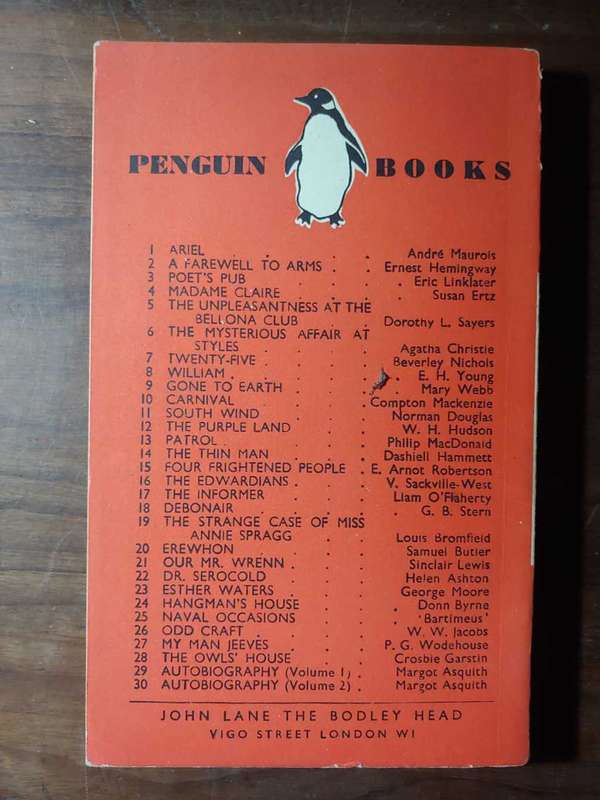 PENGUIN BOOKS
1 ARIEL . . . . André Maurois
2 A FAREWELL TO ARMS . . Ernest Hemingway
3 POET'S PUB . . . . Eric Linklater
4 MADAME CLAIRE . . . Susan Ertz
5 THE UNPLEASANTNESS AT THE
BELLONA CLUB . . Dorothy L. Sayers
6 THE MYSTERIOUS AFFAIR AT
STYLES . . . . Agatha Christie
7 TWENTY-FIVE . . . Beverley Nichols
8 WILLIAM . . . . E. H. Young
9 GONE TO EARTH . . . Mary Webb
10 CARNIVAL . . . Compton Mackenzie
11 SOUTH WIND . . . Norman Douglas
12 THE PURPLE LAND . . W. H. Hudson
13 PATROL . . . . Philip MacDonald
14 THE THIN MAN . . Dashiell Hammett
15 FOUR FRIGHTENED PEOPLE . E. Arnot Robertson
16 THE EDWARDIANS . . . V. Sackville-West
17 THE INFORMER . . . Liam O'Flaherty
18 DEBONAIR . . . . G. B. Stern
19 THE STRANGE CASE OF MISS
ANNIE SPRAGG . . Louis Bromfield
20 EREWHON . . . . Samuel Butler
21 OUR MR. WRENN . . . Sinclair Lewis
22 DR. SEROCOLD . . . Helen Ashton
23 ESTHER WATERS . . . George Moore
24 HANGMAN'S HOUSE . . Donn Byrne
25 NAVAL OCCASIONS . . 'Bartimeus'
26 ODD CRAFT . . . . W. W. Jacobs
27 MY MAN JEEVES . . P. G. Wodehouse
28 THE OWLS' HOUSE . . Crosbie Garstin
29 AUTOBIOGRAPHY (Volume 1) . Margot Asquith
30 AUTOBIOGRAPHY (Volume 2) . Margot Asquith
JOHN LANE THE BODLEY HEAD
VIGO STREET LONDON W1